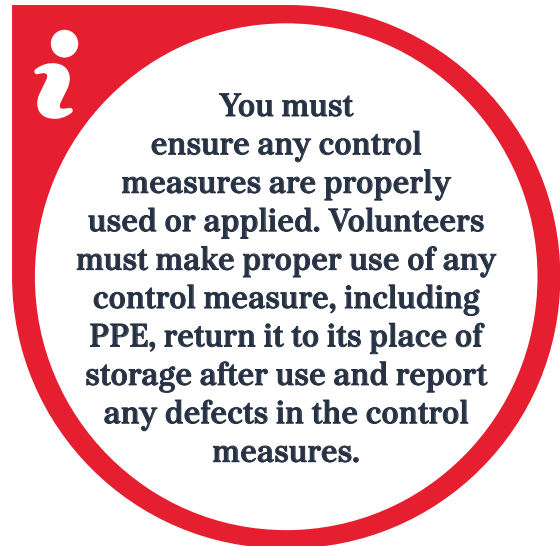 You must
ensure any control
measures are properly
used or applied. Volunteers
must make proper use of any
control measure, including
PPE, return it to its place of
storage after use and report
any defects in the control
measures.